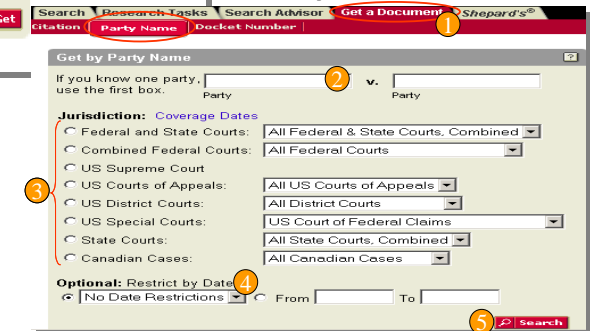 Get
Search Research Tasks Search Advisor Get a Document Shepard's®
1
Citation Party Name Docket Number
Get by Party Name ?
If you know one party, 2 v.
use the first box. Party Party
Jurisdiction: Coverage Dates
Federal and State Courts: All Federal & State Courts, Combined
Combined Federal Courts: All Federal Courts
US Supreme Court
3 US Courts of Appeals: All US Courts of Appeals
US District Courts: All District Courts
US Special Courts: US Court of Federal Claims
State Courts: All State Courts, Combined
Canadian Cases: All Canadian Cases
Optional: Restrict by Date 4
No Date Restrictions From To
5 Search